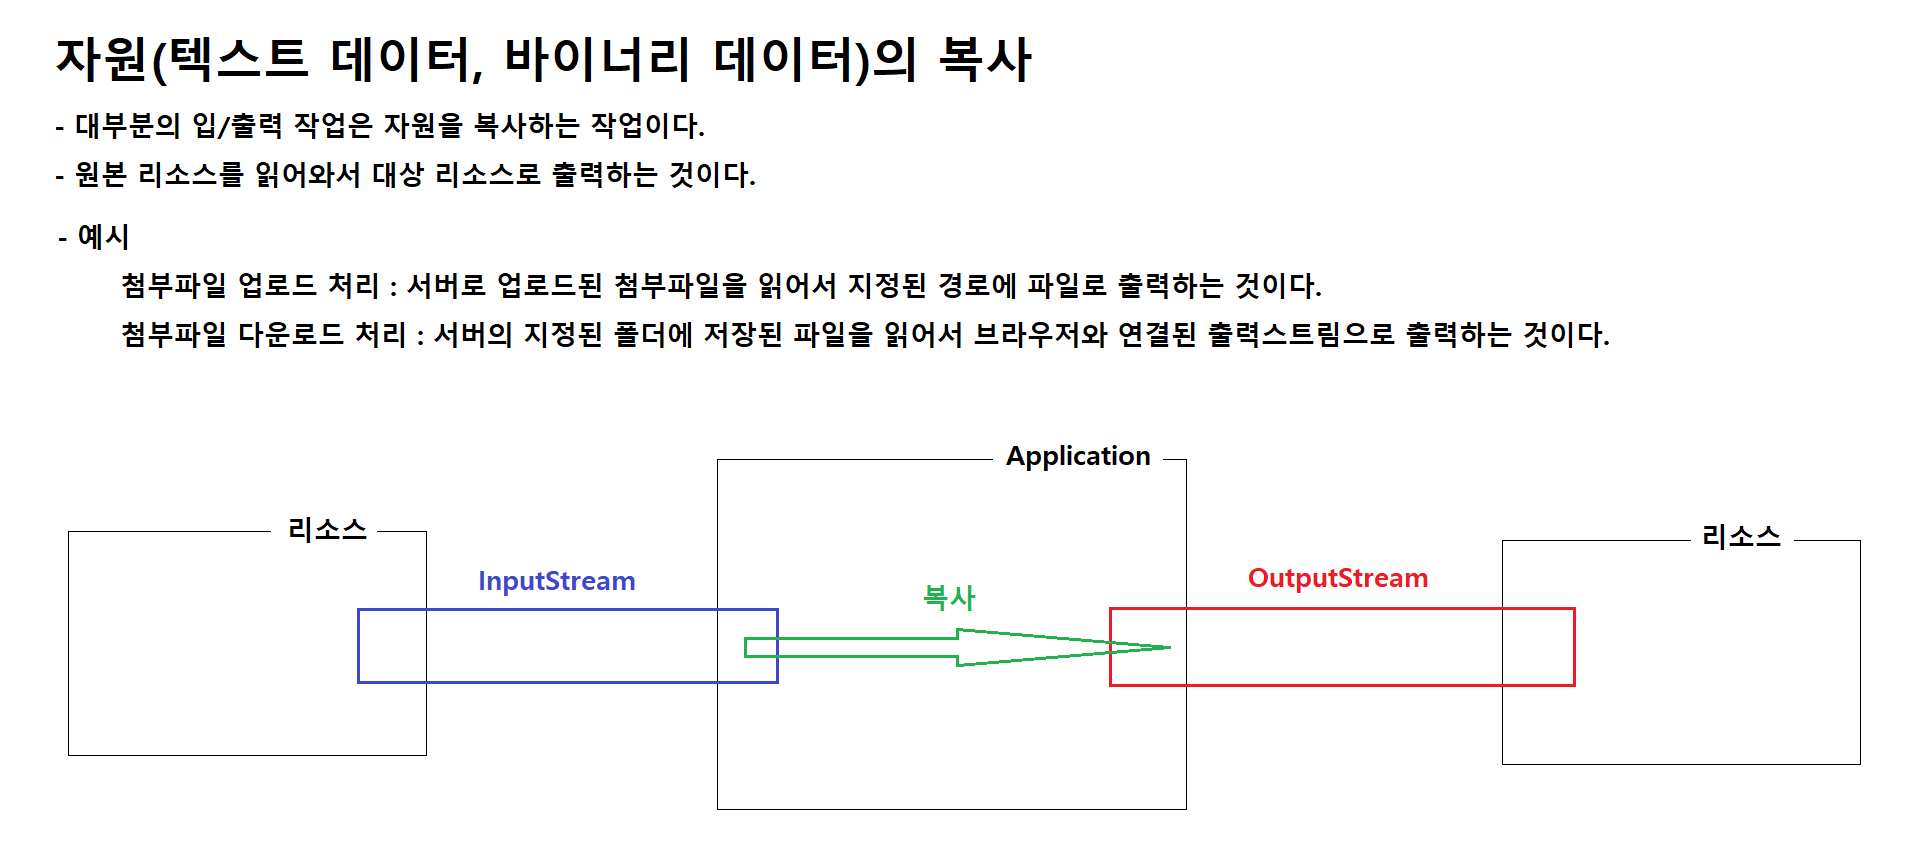 자원(텍스트 데이터, 바이너리 데이터)의 복사
- 대부분의 입/출력 작업은 자원을 복사하는 작업이다.
- 원본 리소스를 읽어와서 대상 리소스로 출력하는 것이다.
- 예시
첨부파일 업로드 처리 : 서버로 업로드된 첨부파일을 읽어서 지정된 경로에 파일로 출력하는 것이다.
첨부파일 다운로드 처리 : 서버의 지정된 폴더에 저장된 파일을 읽어서 브라우저와 연결된 출력스트림으로 출력하는 것이다.
Application
리소스
리소스
InputStream
복사
OutputStream